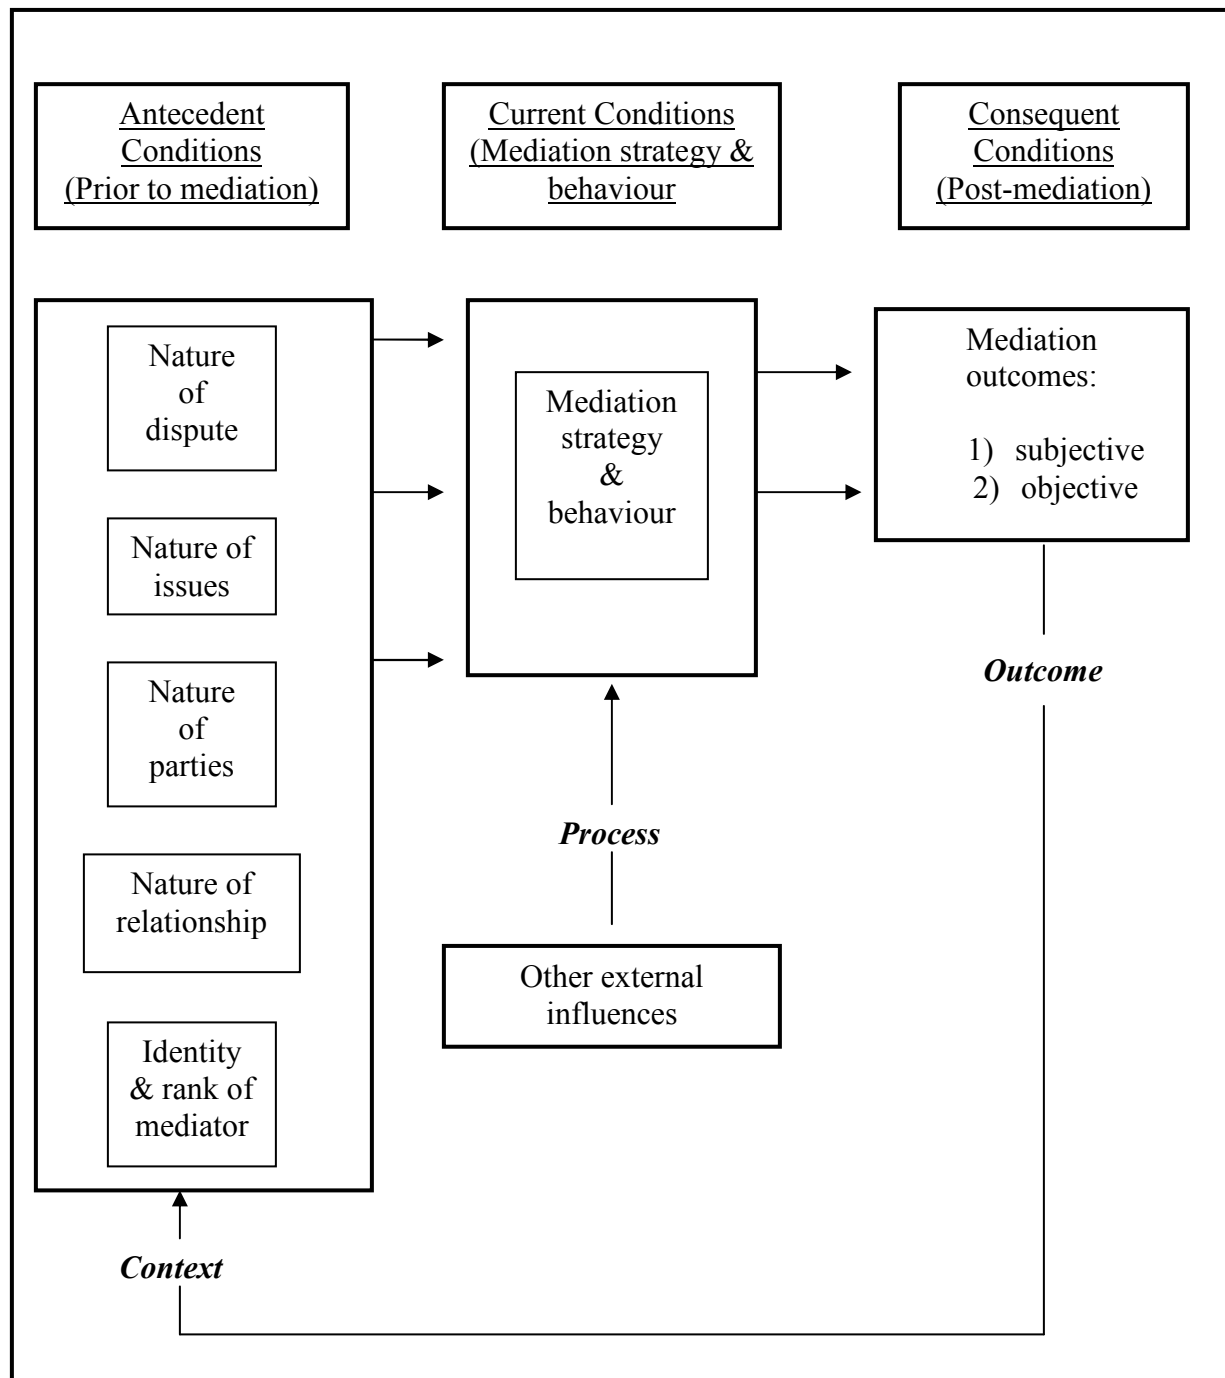 Antecedent
Conditions
(Prior to mediation)
Current Conditions
(Mediation strategy &
behaviour
Consequent
Conditions
(Post-mediation)
Nature
of
dispute
Nature of
issues
Nature
of
parties
Nature of
relationship
Identity
& rank of
mediator
Context
Mediation
strategy
&
behaviour
Process
Other external
influences
Mediation
outcomes:
1) subjective
2) objective
Outcome